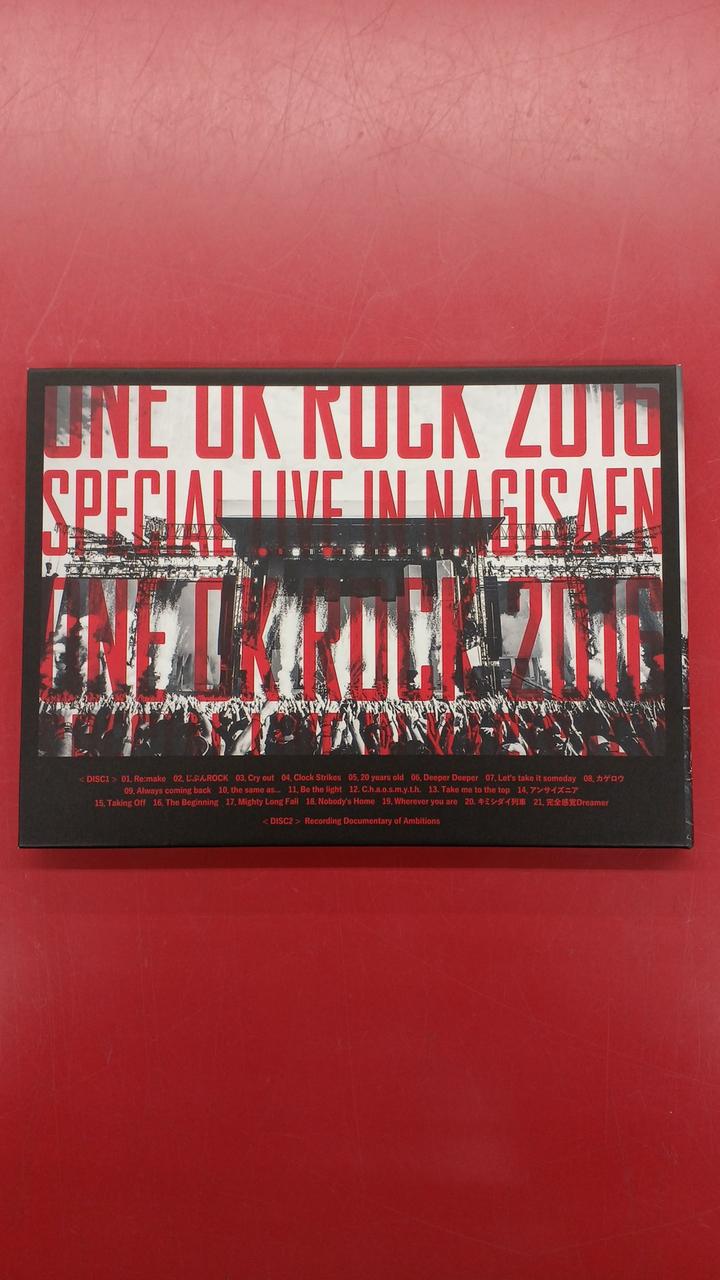 ONE OK ROCK 2016
SPECIAL LIVE IN NAGISAEN
ONE OK ROCK 2016
<DISC1> 01. Re:make 02. じぶんROCK 03. Cry out 04. Clock Strikes 05. 20 years old 06. Deeper Deeper 07. Let's take it someday 08. カゲロウ
09. Always coming back 10. the same as... 11. Be the light 12. C.h.a.o.s.m.y.t.h. 13. Take me to the top 14. アンサイズニア
15. Taking Off 16. The Beginning 17. Mighty Long Fall 18. Nobody's Home 19. Wherever you are 20. キミシダイ列車 21. 完全感覚Dreamer
<DISC2> Recording Documentary of Ambitions